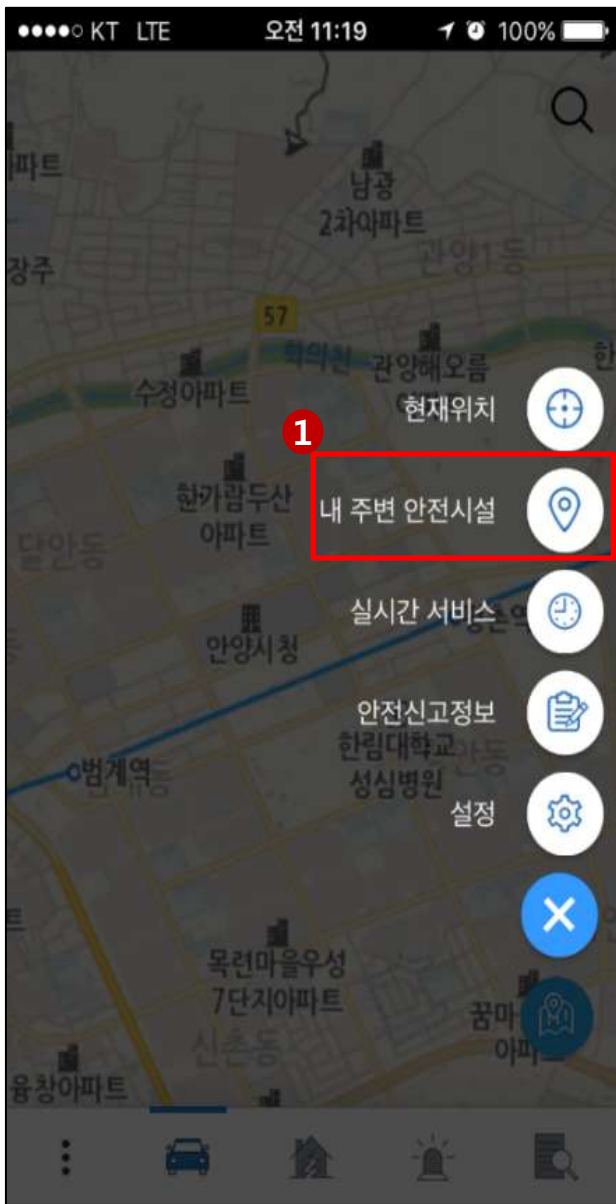 KT LTE 오전 11:19 100%
남광
2차아파트
관양1동
장주
57
학의천
관양해오름
수정아파트
현재위치
1
한가람두산
아파트
내 주변 안전시설
달안동
실시간 서비스
안양시청
안전신고정보
한림대학교
성심병원
범계역
설정
목련마을우성
7단지아파트
꿈마
신촌동
융창아파트